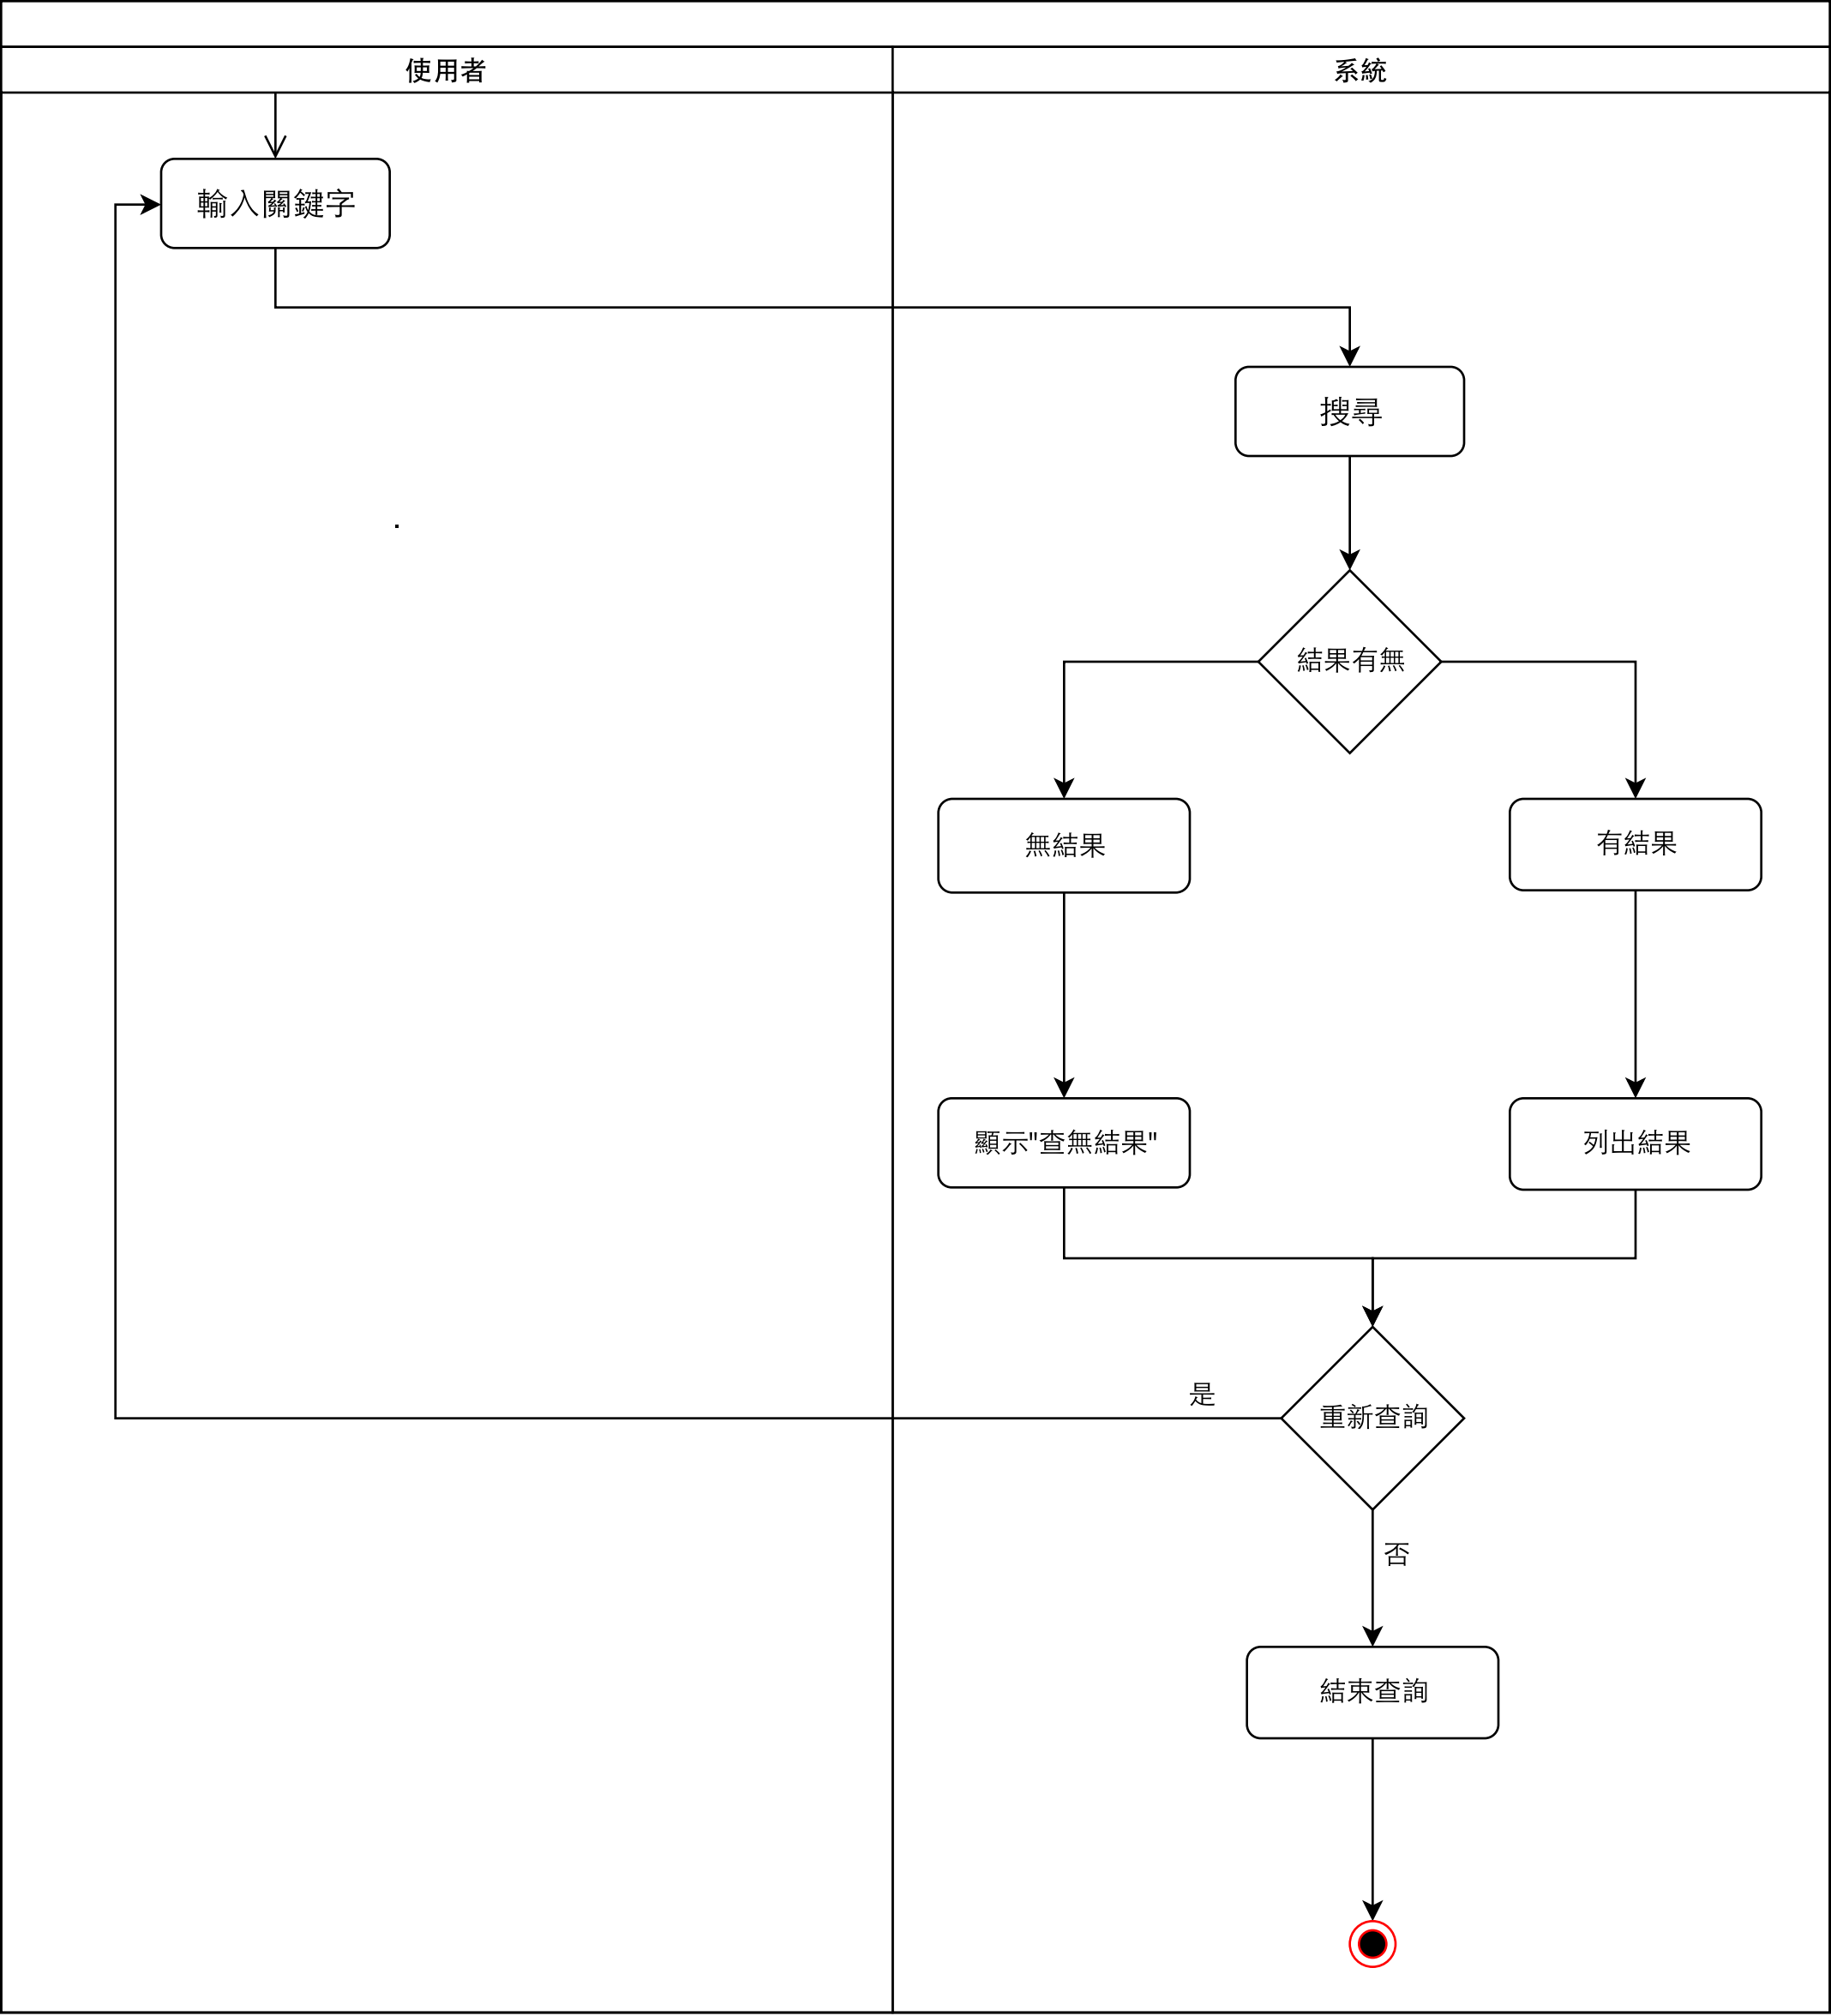 使用者
系統
輸入關鍵字
搜尋
結果有無
無結果
有結果
顯示"查無結果"
列出結果
是
重新查詢
否
結束查詢